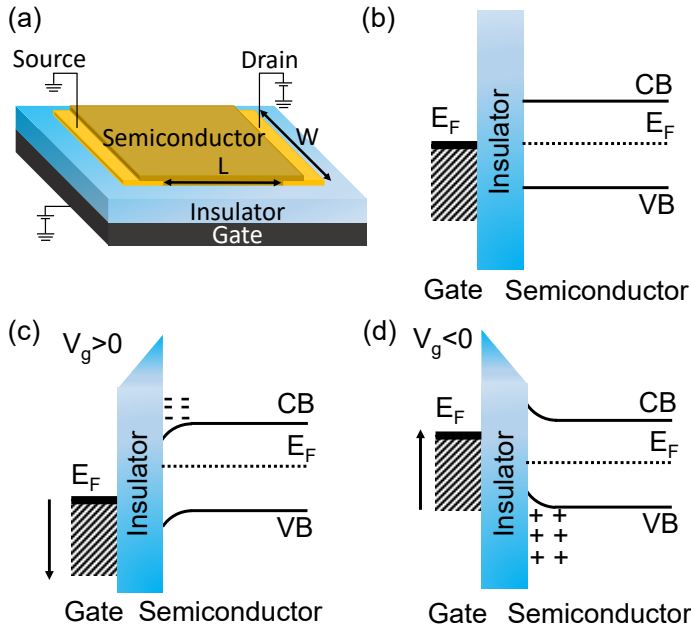 (a)
Source
Drain
Semiconductor
W
L
Insulator
Gate
(b)
CB
E_F
E_F
Insulator
VB
Gate Semiconductor
(c)
V_g>0
CB
E_F
E_F
Insulator
VB
Gate Semiconductor
(d)
V_g<0
CB
E_F
E_F
Insulator
VB
Gate Semiconductor